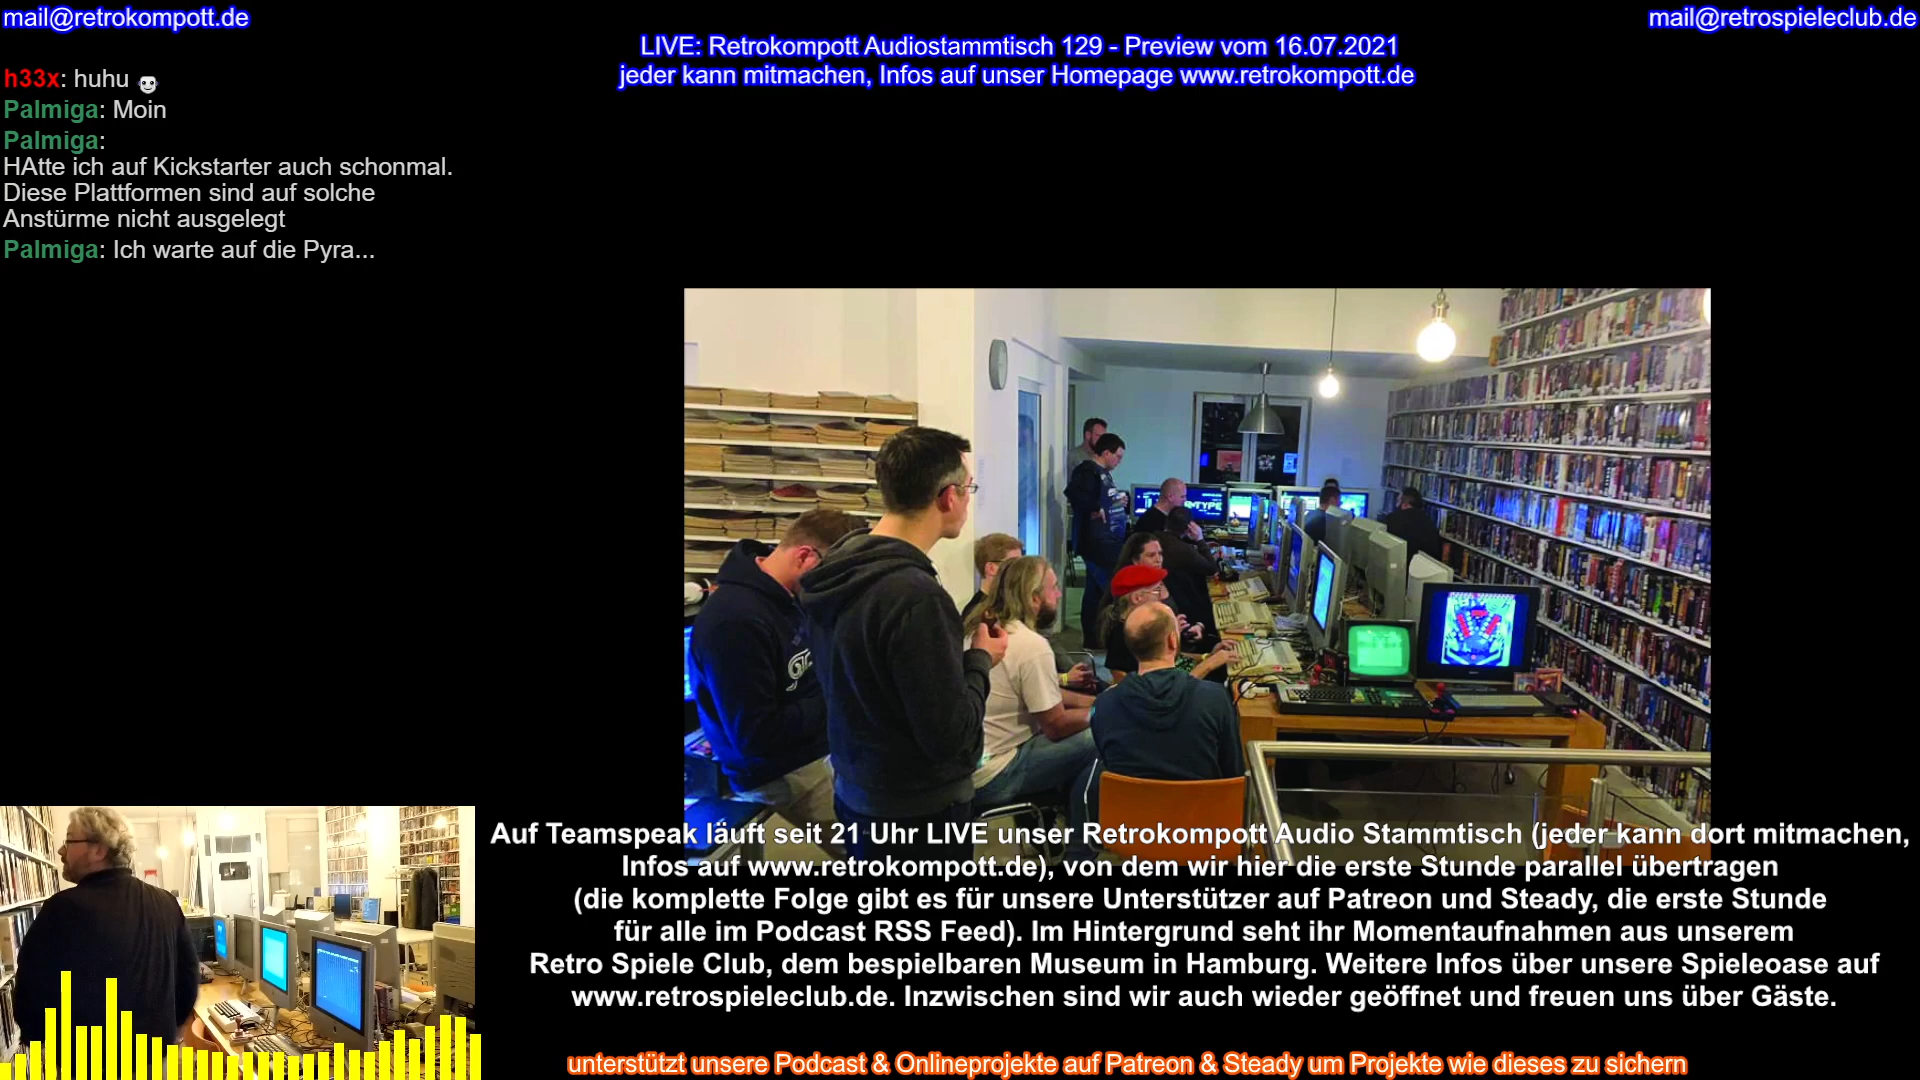 mail@retrokompott.de
mail@retrospieleclub.de
LIVE: Retrokompott Audiostammtisch 129 - Preview vom 16.07.2021
jeder kann mitmachen, Infos auf unser Homepage www.retrokompott.de
h33x: huhu
Palmiga: Moin
Palmiga:
HAtte ich auf Kickstarter auch schonmal.
Diese Plattformen sind auf solche
Anstürme nicht ausgelegt
Palmiga: Ich warte auf die Pyra...
Auf Teamspeak läuft seit 21 Uhr LIVE unser Retrokompott Audio Stammtisch (jeder kann dort mitmachen,
Infos auf www.retrokompott.de), von dem wir hier die erste Stunde parallel übertragen
(die komplette Folge gibt es für unsere Unterstützer auf Patreon und Steady, die erste Stunde
für alle im Podcast RSS Feed). Im Hintergrund seht ihr Momentaufnahmen aus unserem
Retro Spiele Club, dem bespielbaren Museum in Hamburg. Weitere Infos über unsere Spieleoase auf
www.retrospieleclub.de. Inzwischen sind wir auch wieder geöffnet und freuen uns über Gäste.
unterstützt unsere Podcast & Onlineprojekte auf Patreon & Steady um Projekte wie dieses zu sichern